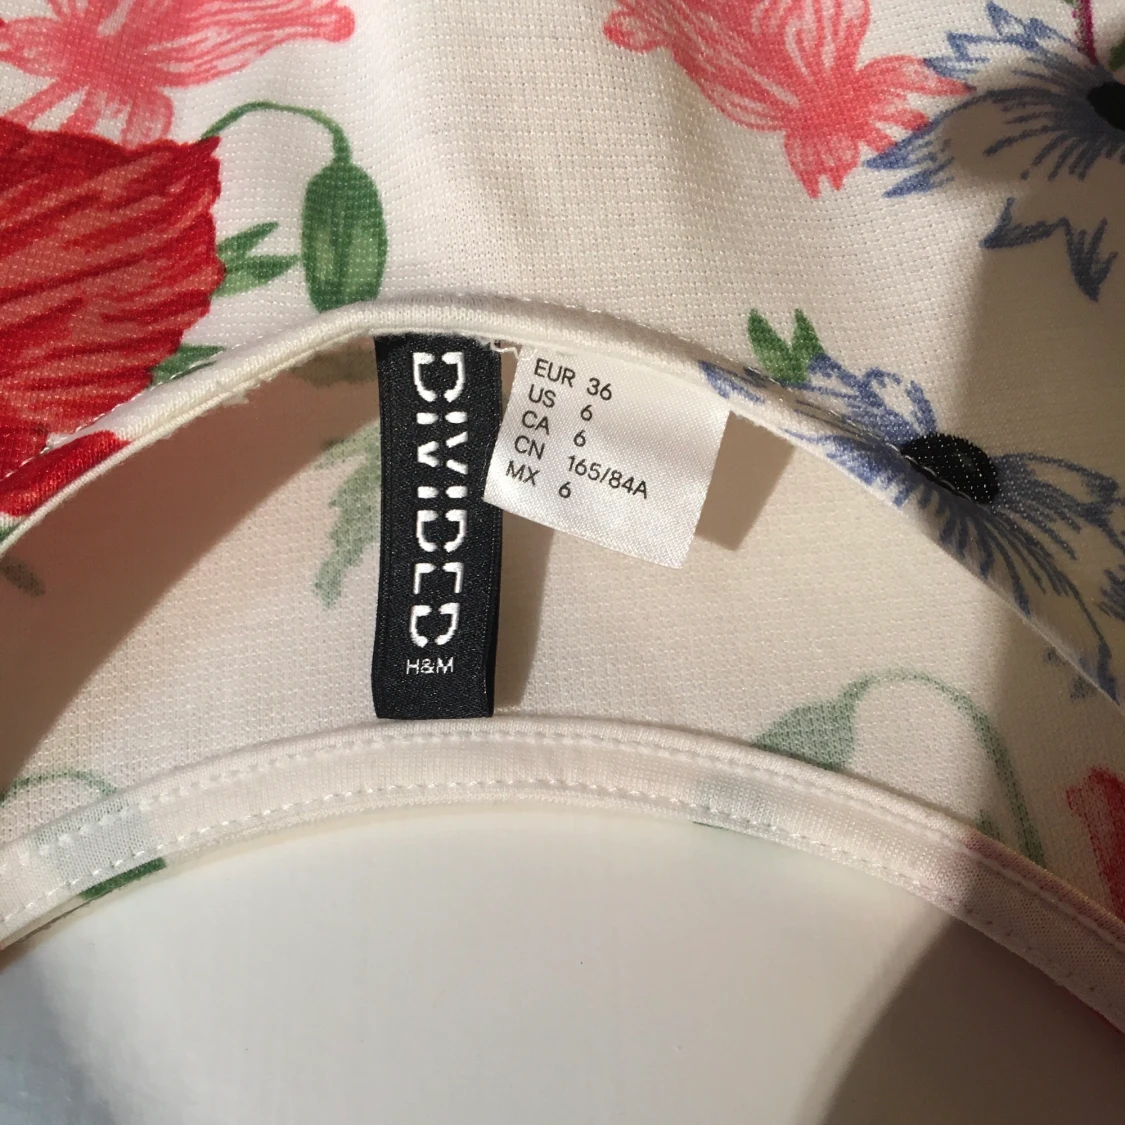 DIVIDED
H&M
EUR 36
US 6
CA 6
CN 165/84A
MX 6